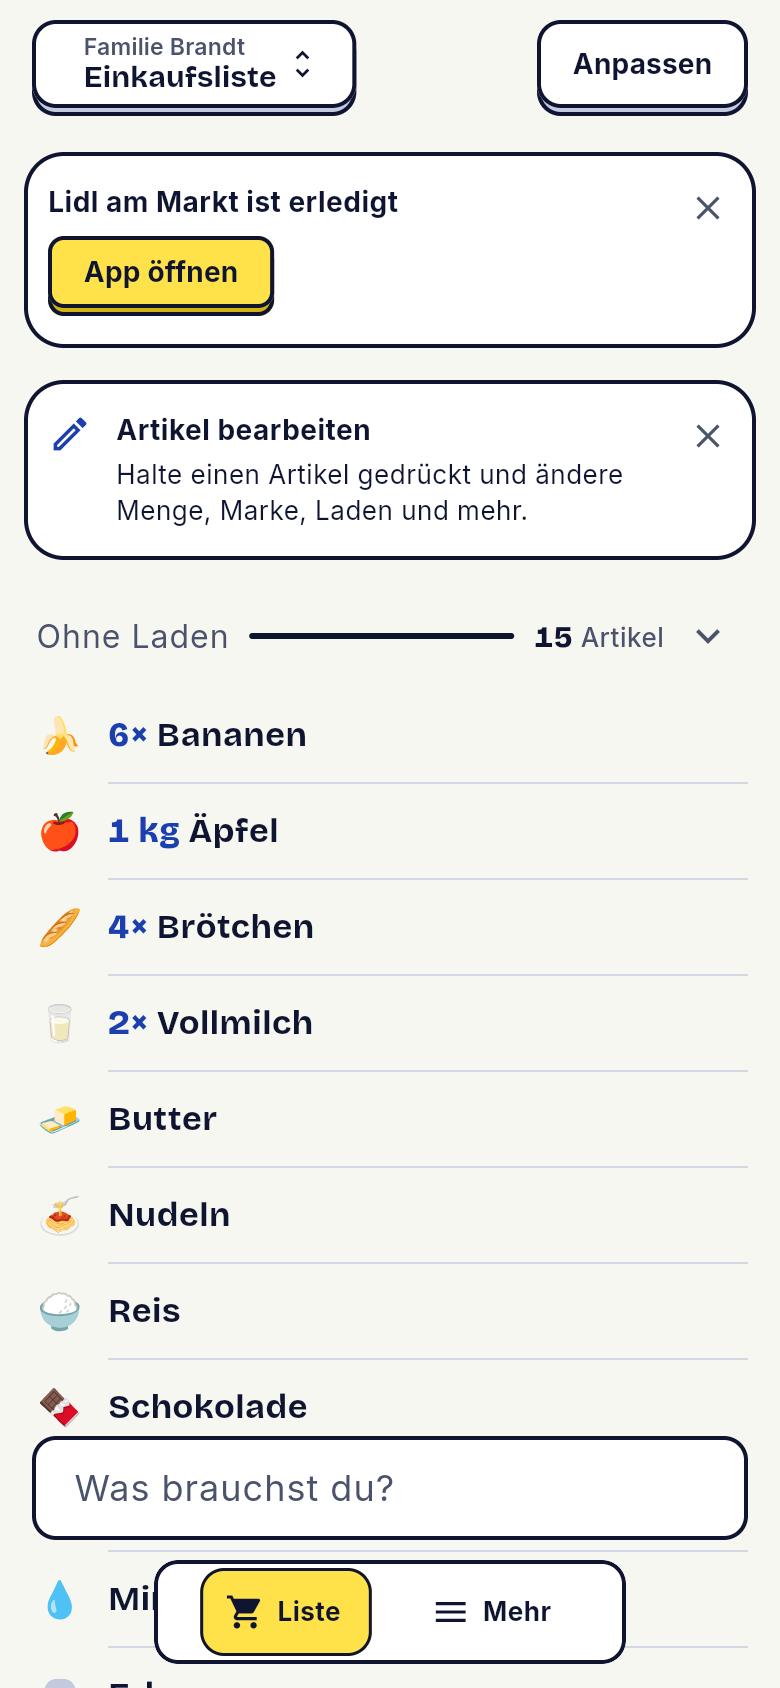 Familie Brandt
Einkaufsliste
Anpassen
Lidl am Markt ist erledigt
App öffnen
Artikel bearbeiten
Halte einen Artikel gedrückt und ändere
Menge, Marke, Laden und mehr.
Ohne Laden
15 Artikel
6× Bananen
1 kg Äpfel
4× Brötchen
2× Vollmilch
Butter
Nudeln
Reis
Schokolade
Was brauchst du?
Liste
Mehr